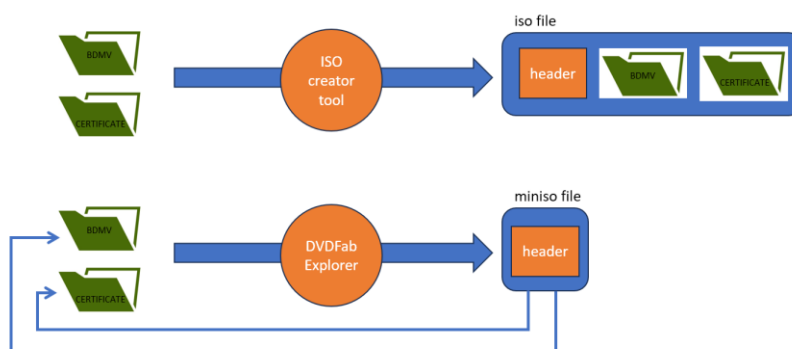 iso file
BDMV
ISO
creator
tool
header
BDMV
CERTIFICATE
CERTIFICATE
miniso file
BDMV
DVDFab
Explorer
header
CERTIFICATE